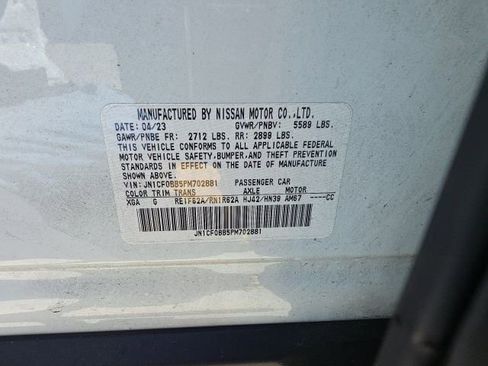 MANUFACTURED BY NISSAN MOTOR CO.,LTD.
DATE: 04/23 GVWR/PNBV: 5589 LBS.
GAWR/PNBE FR: 2712 LBS. RR: 2899 LBS.
THIS VEHICLE CONFORMS TO ALL APPLICABLE FEDERAL
MOTOR VEHICLE SAFETY,BUMPER,AND THEFT PREVENTION
STANDARDS IN EFFECT ON THE DATE OF MANUFACTURE
SHOWN ABOVE.
VIN: JN1CF0BB5PM702881 PASSENGER CAR
COLOR TRIM TRANS AXLE MOTOR
XGA G RE1F62A/RN1R62A HJ42/HN39 AM67 ----CC
JN1CF0BB5PM702881